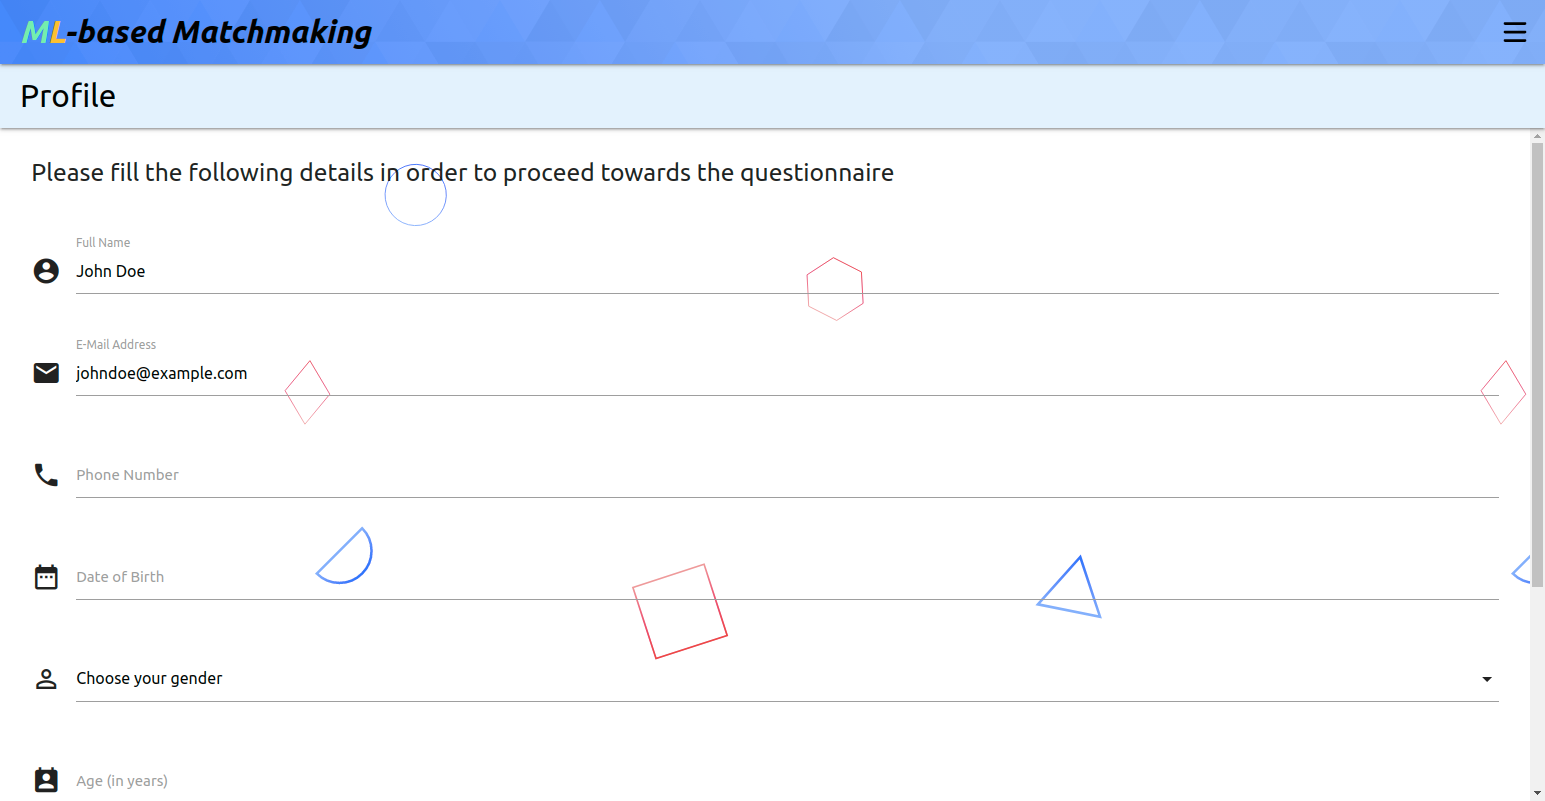 ML-based Matchmaking
Profile
Please fill the following details in order to proceed towards the questionnaire
Full Name
John Doe
E-Mail Address
johndoe@example.com
Phone Number
Date of Birth
Choose your gender
Age (in years)